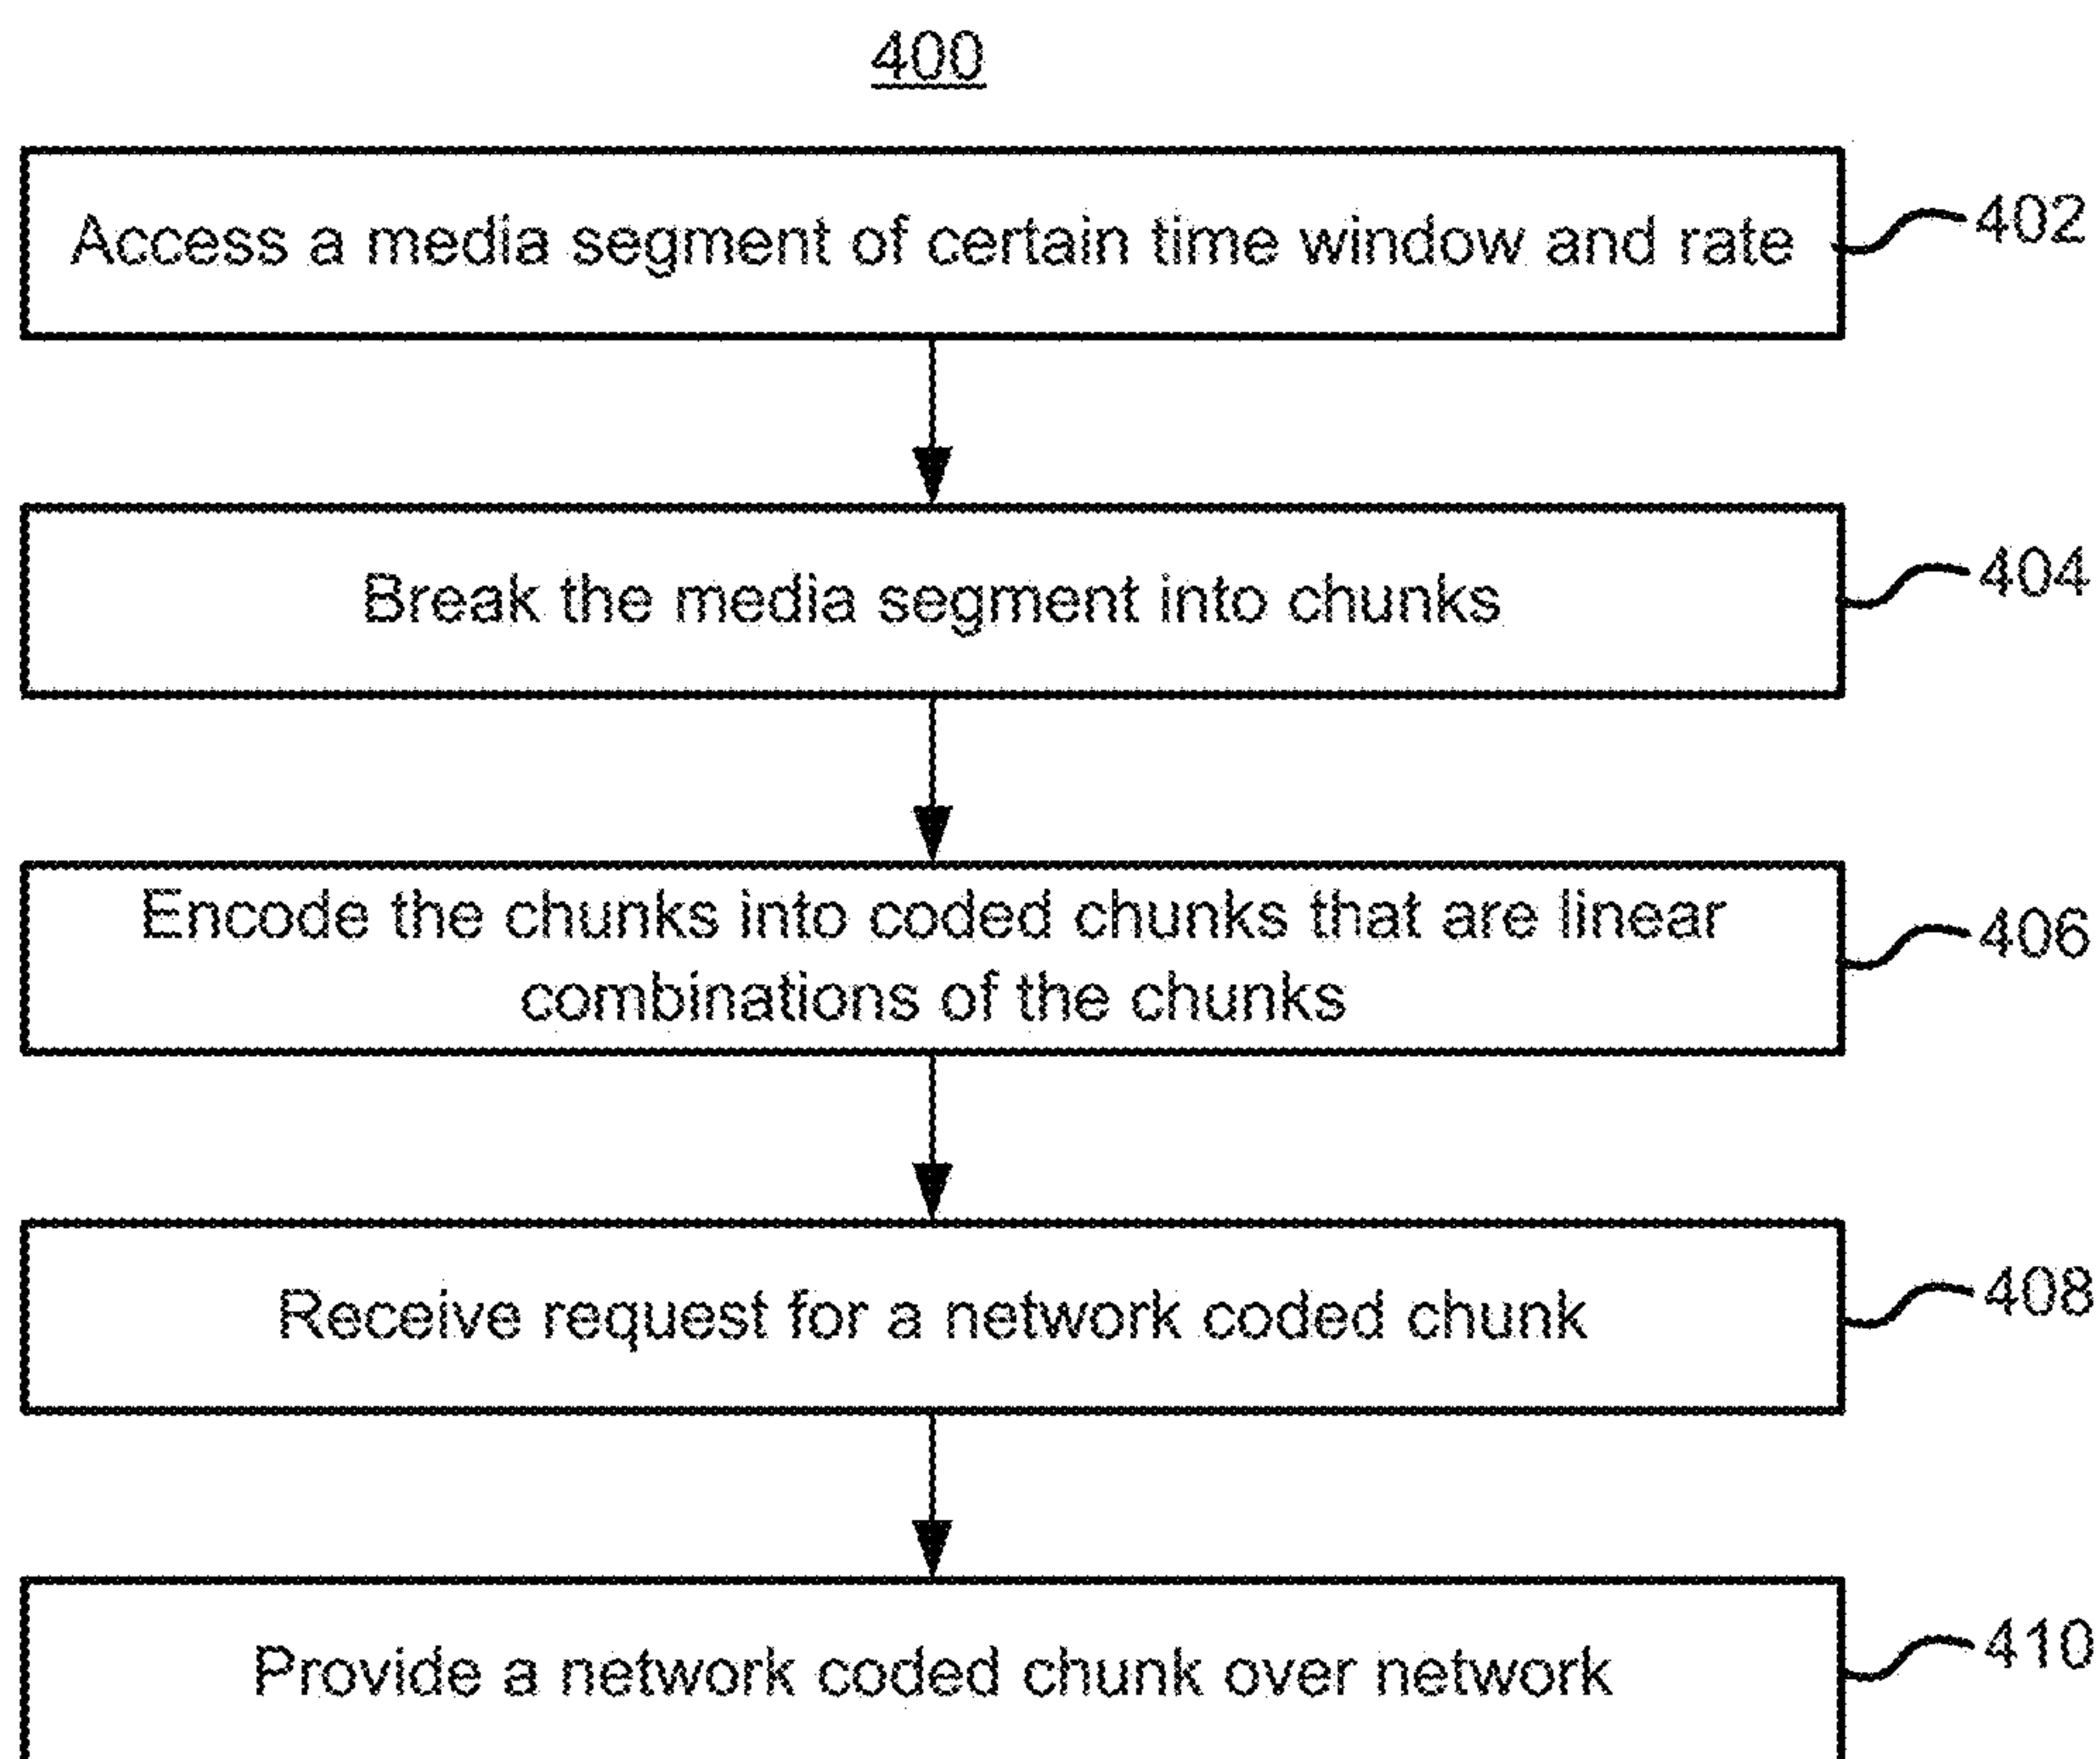 400
Access a media segment of certain time window and rate
402
Break the media segment into chunks
404
Encode the chunks into coded chunks that are linear
combinations of the chunks
406
Receive request for a network coded chunk
408
Provide a network coded chunk over network
410